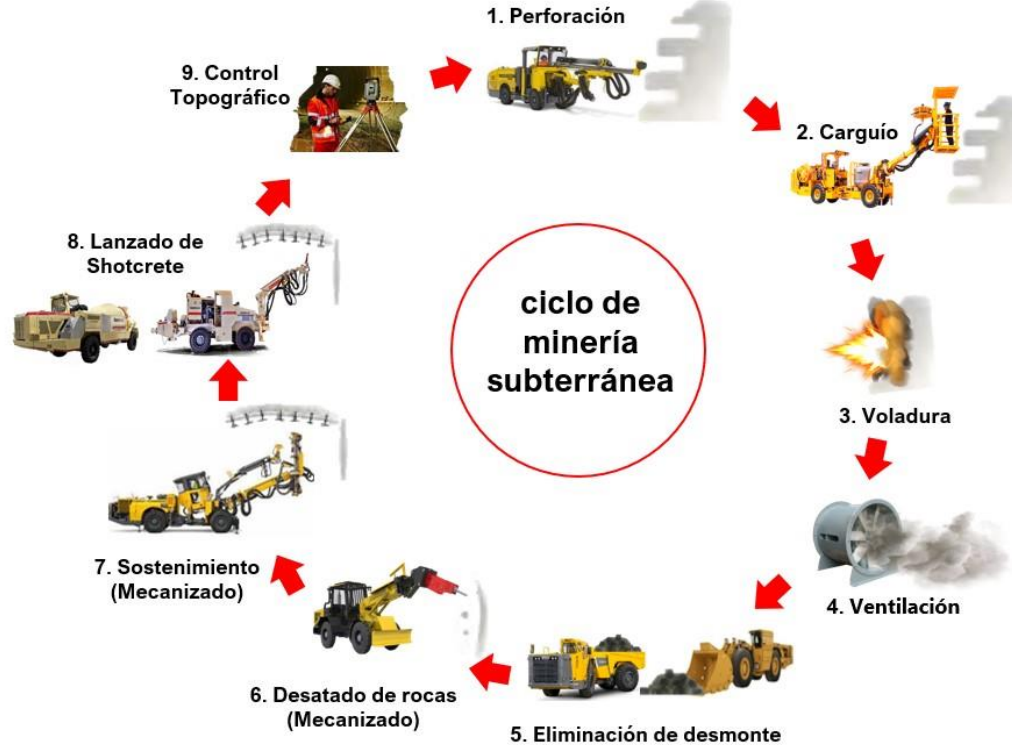 1. Perforación
2. Carguío
3. Voladura
4. Ventilación
5. Eliminación de desmonte
6. Desatado de rocas
(Mecanizado)
7. Sostenimiento
(Mecanizado)
8. Lanzado de
Shotcrete
9. Control
Topográfico
ciclo de
minería
subterránea